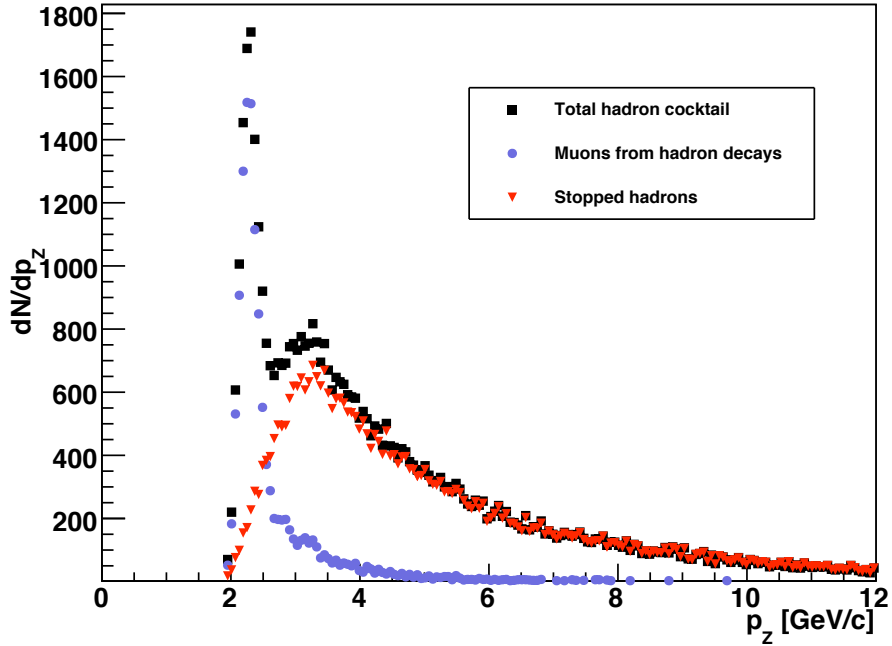 1800
1600
1400
1200
1000
800
600
400
200
0 2 4 6 8 10 12
dN/dp_z
p_z [GeV/c]
Total hadron cocktail
Muons from hadron decays
Stopped hadrons